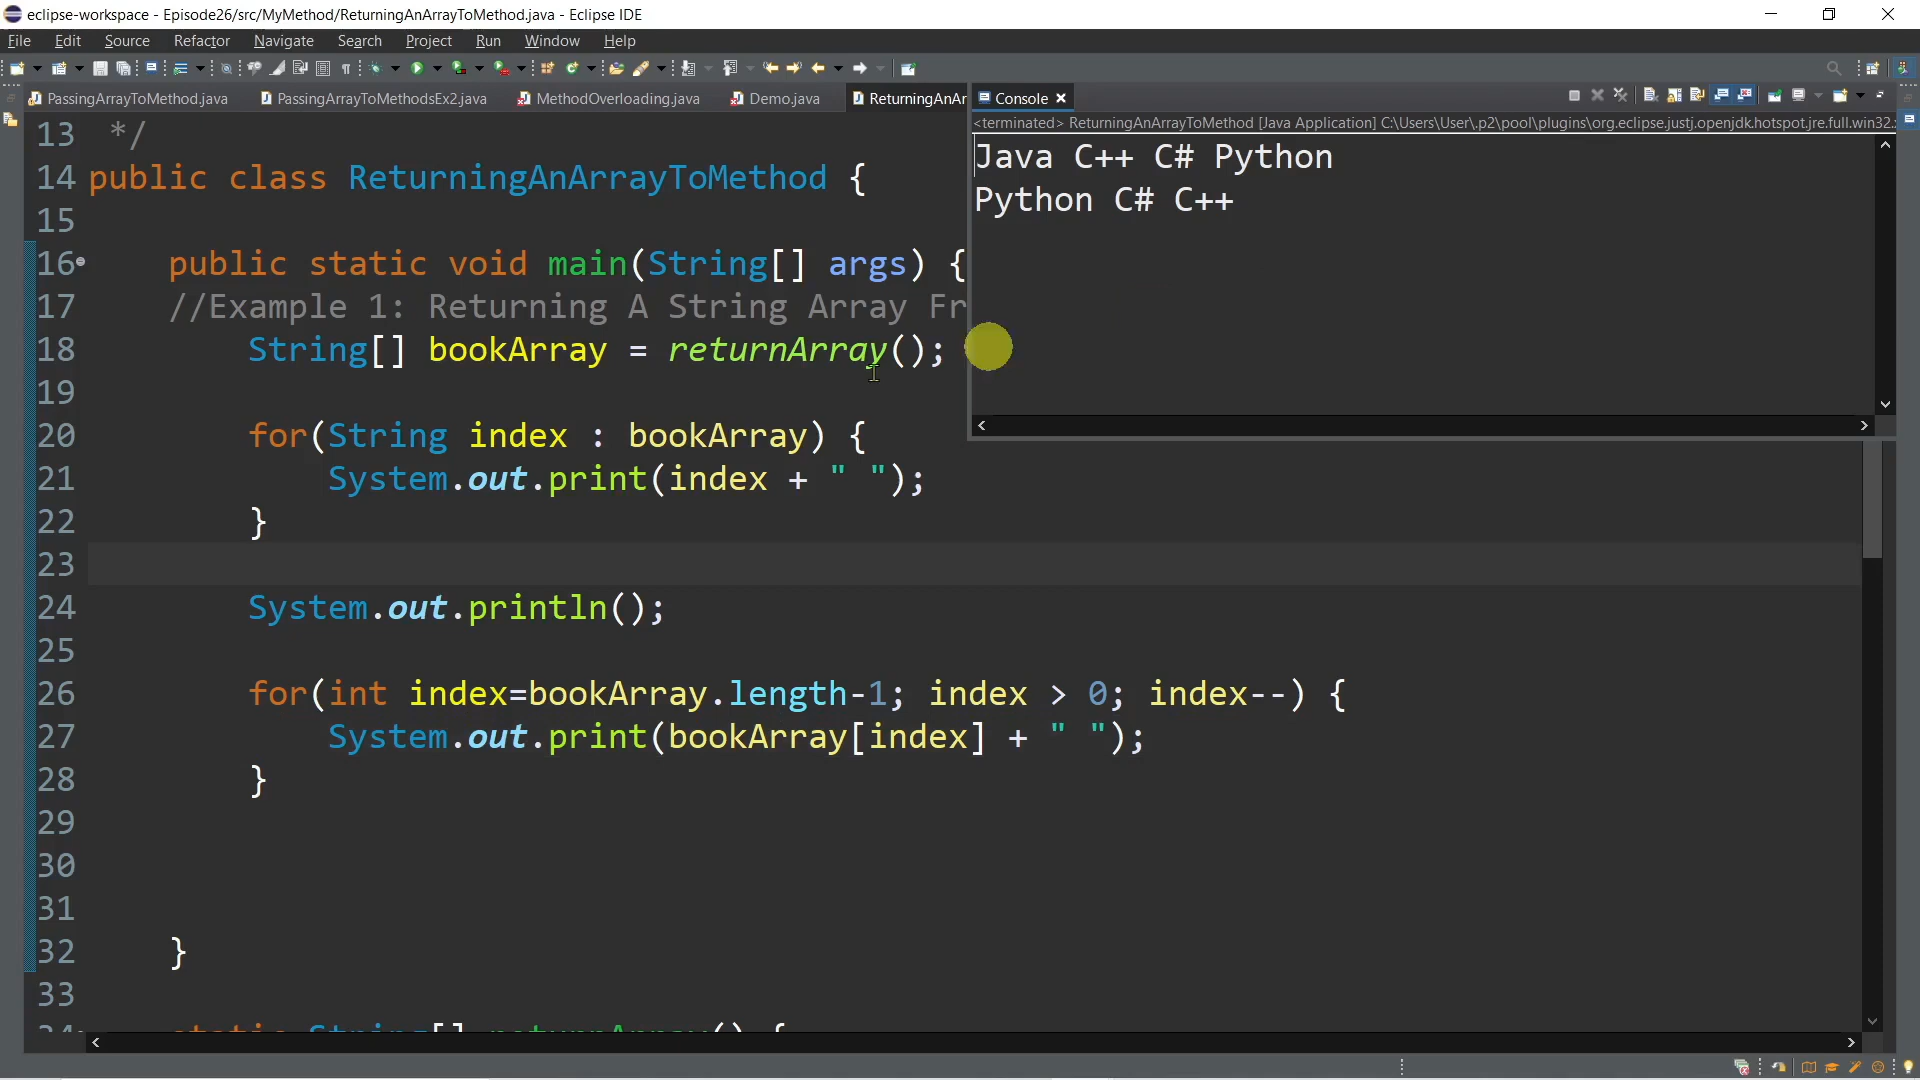 eclipse-workspace - Episode26/src/MyMethod/ReturningAnArrayToMethod.java - Eclipse IDE
File Edit Source Refactor Navigate Search Project Run Window Help
PassingArrayToMethod.java PassingArrayToMethodsEx2.java MethodOverloading.java Demo.java ReturningAnAr Console
<terminated> ReturningAnArrayToMethod [Java Application] C:\Users\User\.p2\pool\plugins\org.eclipse.justj.openjdk.hotspot.jre.full.win32.
Java C++ C# Python
Python C# C++
13 */
14 public class ReturningAnArrayToMethod {
15
16 public static void main(String[] args) {
17 //Example 1: Returning A String Array Fr
18 String[] bookArray = returnArray();
19
20 for(String index : bookArray) {
21 System.out.print(index + " ");
22 }
23
24 System.out.println();
25
26 for(int index=bookArray.length-1; index > 0; index--) {
27 System.out.print(bookArray[index] + " ");
28 }
29
30
31
32 }
33
34 static String[] returnArray() {